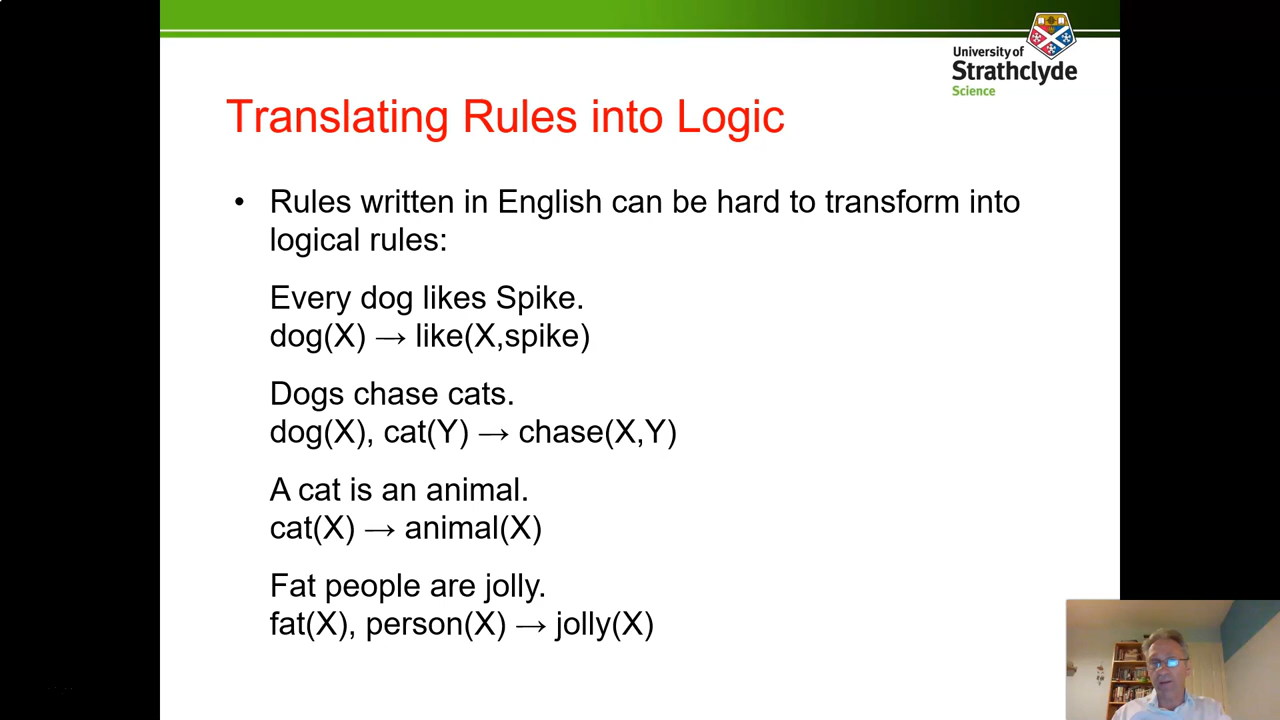 University of
Strathclyde
Science
Translating Rules into Logic
• Rules written in English can be hard to transform into
logical rules:
Every dog likes Spike.
dog(X) → like(X,spike)
Dogs chase cats.
dog(X), cat(Y) → chase(X,Y)
A cat is an animal.
cat(X) → animal(X)
Fat people are jolly.
fat(X), person(X) → jolly(X)